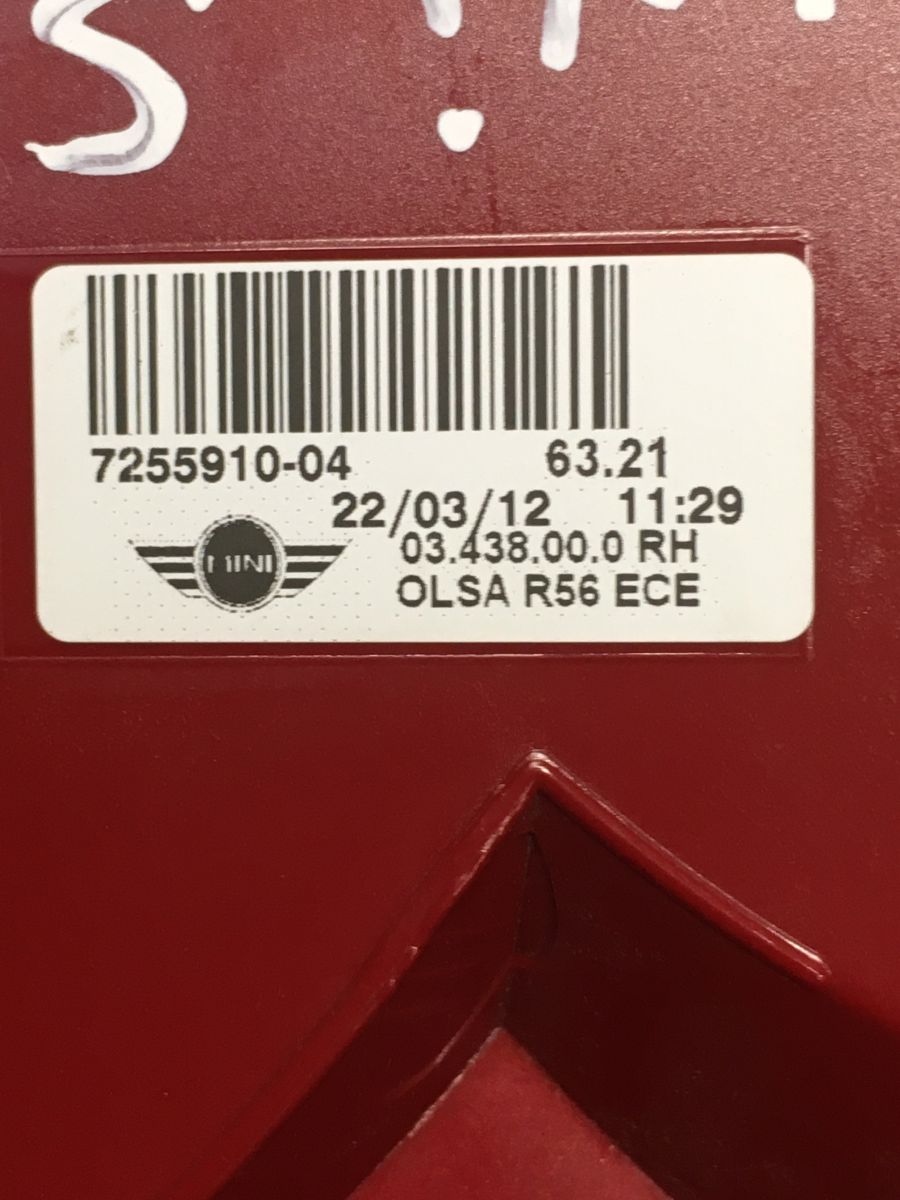 7255910-04 63.21
22/03/12 11:29
MINI
03.438.00.0 RH
OLSA R56 ECE